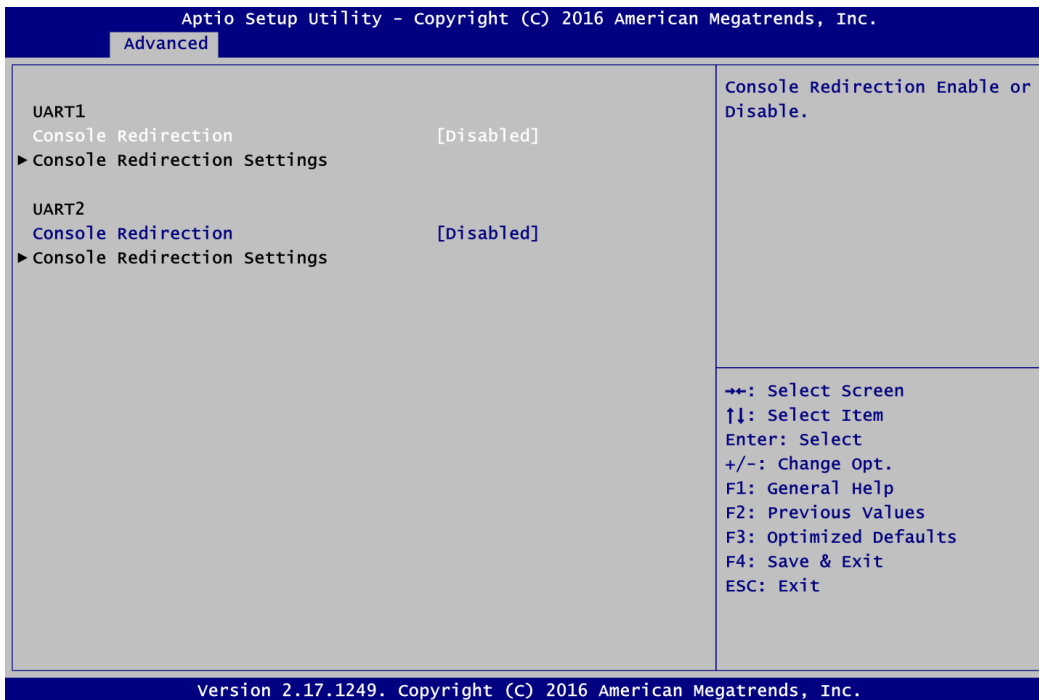 Aptio Setup Utility - Copyright (C) 2016 American Megatrends, Inc.
Advanced
UART1
Console Redirection [Disabled]
▶ Console Redirection Settings
UART2
Console Redirection [Disabled]
▶ Console Redirection Settings
Console Redirection Enable or
Disable.
→←: Select Screen
↑↓: Select Item
Enter: Select
+/-: Change Opt.
F1: General Help
F2: Previous Values
F3: Optimized Defaults
F4: Save & Exit
ESC: Exit
Version 2.17.1249. Copyright (C) 2016 American Megatrends, Inc.